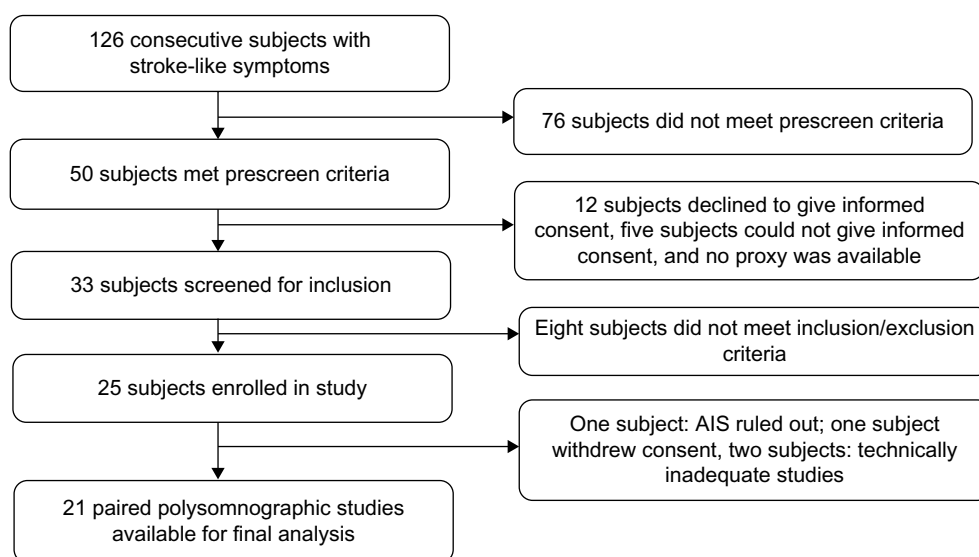 126 consecutive subjects with
stroke-like symptoms
76 subjects did not meet prescreen criteria
50 subjects met prescreen criteria
12 subjects declined to give informed
consent, five subjects could not give informed
consent, and no proxy was available
33 subjects screened for inclusion
Eight subjects did not meet inclusion/exclusion
criteria
25 subjects enrolled in study
One subject: AIS ruled out; one subject
withdrew consent, two subjects: technically
inadequate studies
21 paired polysomnographic studies
available for final analysis